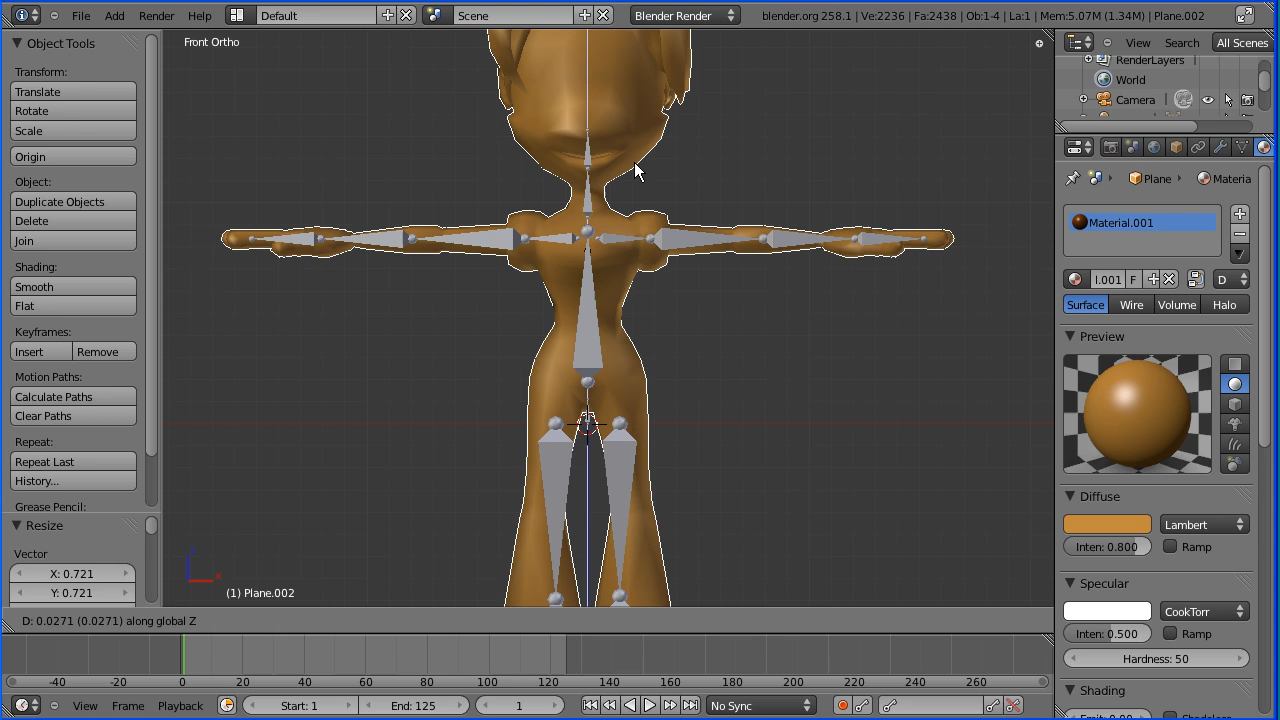 File Add Render Help Default Scene Blender Render blender.org 258.1 | Ve:2236 | Fa:2438 | Ob:1-4 | La:1 | Mem:5.07M (1.34M) | Plane.002
Object Tools
Transform:
Translate
Rotate
Scale
Origin
Object:
Duplicate Objects
Delete
Join
Shading:
Smooth
Flat
Keyframes:
Insert Remove
Motion Paths:
Calculate Paths
Clear Paths
Repeat:
Repeat Last
History...
Grease Pencil:
Resize
Vector
X: 0.721
Y: 0.721
Front Ortho
(1) Plane.002
D: 0.0271 (0.0271) along global Z
View Search All Scenes
RenderLayers
World
Camera
Plane Materia
Material.001
I.001 F D
Surface Wire Volume Halo
Preview
Diffuse
Lambert
Inten: 0.800 Ramp
Specular
CookTorr
Inten: 0.500 Ramp
Hardness: 50
Shading
-40 -20 0 20 40 60 80 100 120 140 160 180 200 220 240 260
View Frame Playback Start: 1 End: 125 1 No Sync